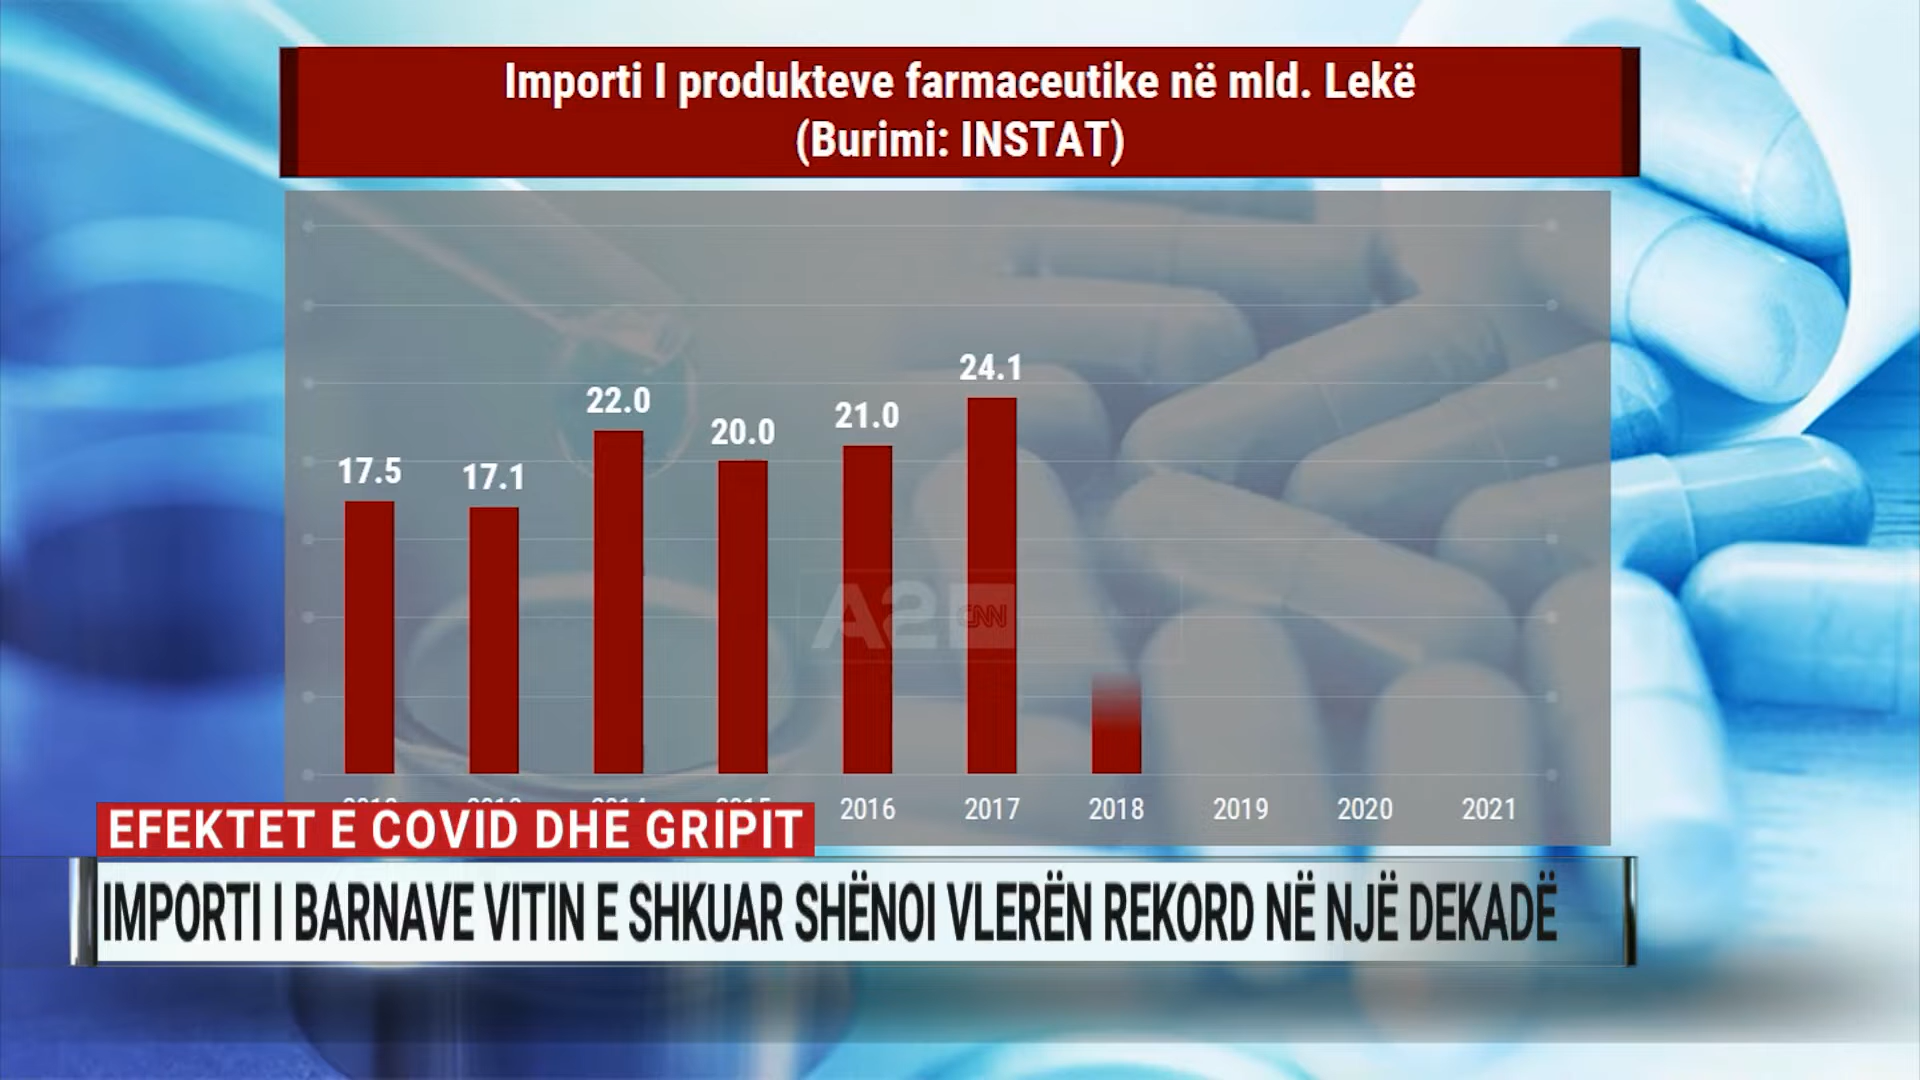 Importi I produkteve farmaceutike në mld. Lekë
(Burimi: INSTAT)
24.1
22.0
21.0
20.0
17.5
17.1
A2 CNN
2016 2017 2018 2019 2020 2021
EFEKTET E COVID DHE GRIPIT
IMPORTI I BARNAVE VITIN E SHKUAR SHËNOI VLERËN REKORD NË NJË DEKADË